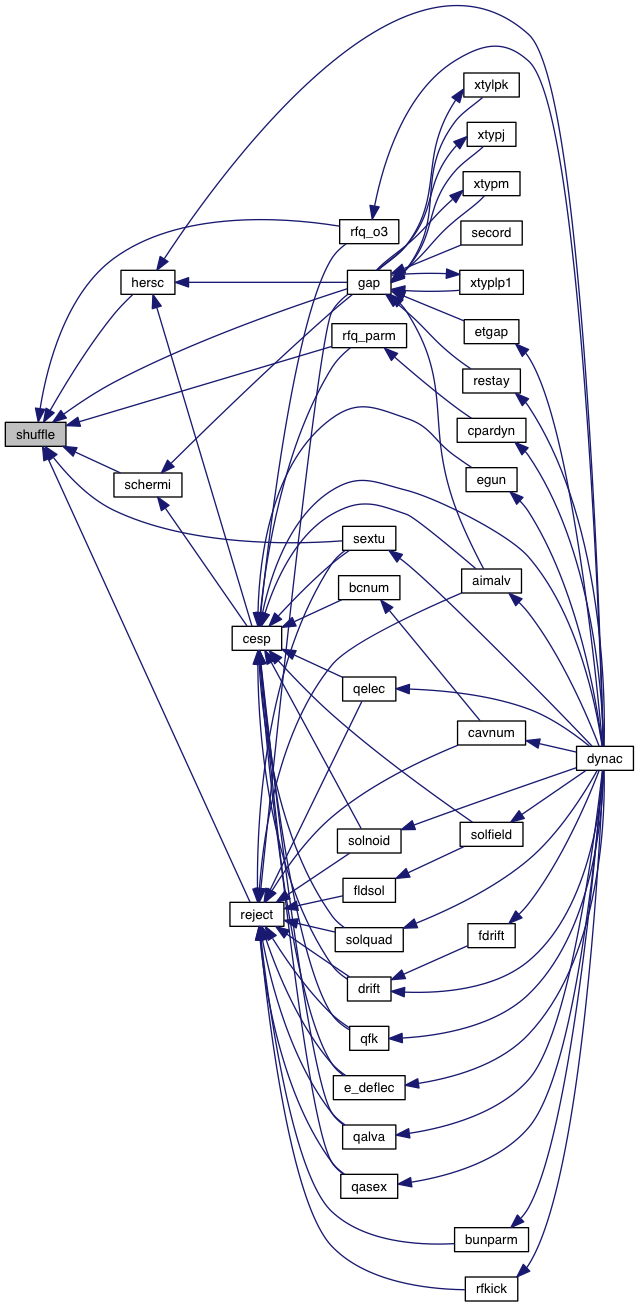 xtylpk
xtypj
xtypm
rfq_o3
secord
hersc
gap
xtyplp1
rfq_parm
etgap
restay
shuffle
cpardyn
schermi
egun
sextu
bcnum
aimalv
cesp
qelec
cavnum
dynac
solnoid
solfield
fldsol
reject
solquad
fdrift
drift
qfk
e_deflec
qalva
qasex
bunparm
rfkick